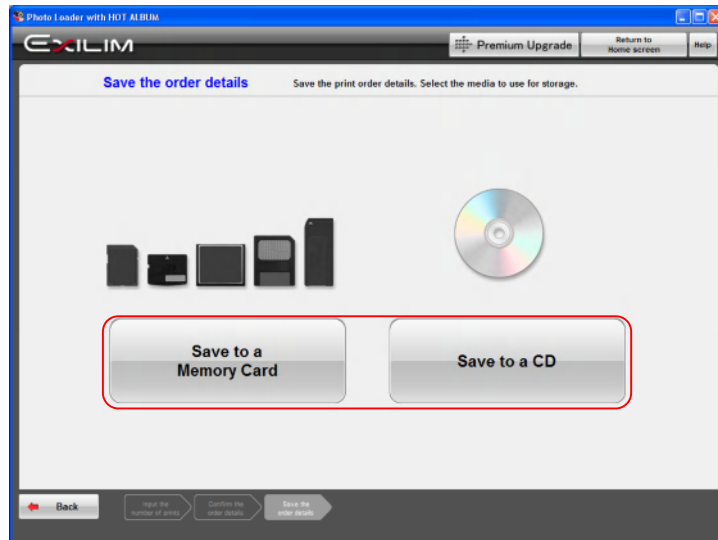 Photo Loader with HOT ALBUM
EXILIM
Premium Upgrade
Return to
Home screen
Help
Save the order details
Save the print order details. Select the media to use for storage.
Save to a
Memory Card
Save to a CD
Back
Input the
number of prints
Confirm the
order details
Save the
order details